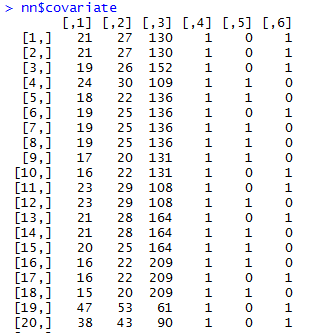 > nn$covariate
[,1] [,2] [,3] [,4] [,5] [,6]
[1,] 21 27 130 1 0 1
[2,] 21 27 130 1 0 1
[3,] 19 26 152 1 0 1
[4,] 24 30 109 1 1 0
[5,] 18 22 136 1 1 0
[6,] 19 25 136 1 0 1
[7,] 19 25 136 1 1 0
[8,] 19 25 136 1 1 0
[9,] 17 20 131 1 1 0
[10,] 16 22 131 1 0 1
[11,] 23 29 108 1 0 1
[12,] 23 29 108 1 1 0
[13,] 21 28 164 1 0 1
[14,] 21 28 164 1 1 0
[15,] 20 25 164 1 1 0
[16,] 16 22 209 1 1 0
[17,] 16 22 209 1 0 1
[18,] 15 20 209 1 1 0
[19,] 47 53 61 1 0 1
[20,] 38 43 90 1 0 1